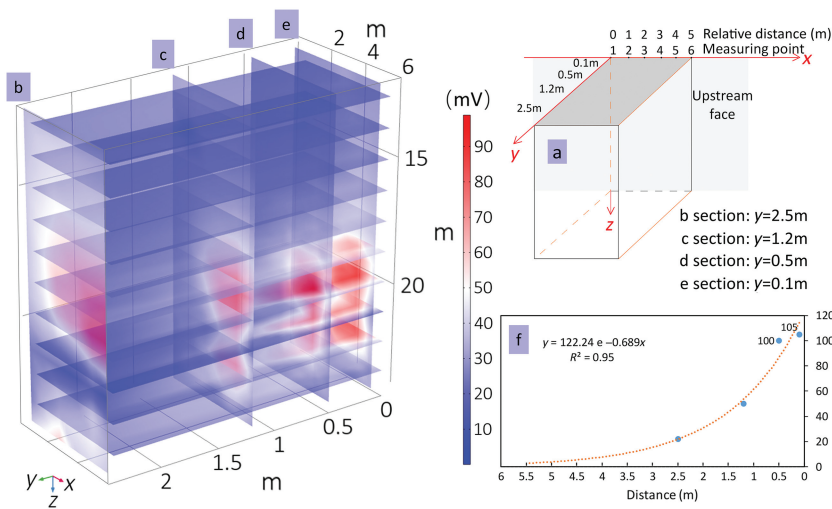 m
e
d
c
b
2
4
6
15
20
m
0
0.5
1
1.5
2
m
y
x
z
(mV)
90
80
70
60
50
40
30
20
10
0 1 2 3 4 5 Relative distance (m)
1 2 3 4 5 6 Measuring point
x
0.1m
0.5m
1.2m
2.5m
Upstream
face
a
y
z
b section: y=2.5m
c section: y=1.2m
d section: y=0.5m
e section: y=0.1m
f
y = 122.24 e −0.689x
R² = 0.95
105
100
120
100
80
60
40
20
0
6 5.5 5 4.5 4 3.5 3 2.5 2 1.5 1 0.5 0
Distance (m)